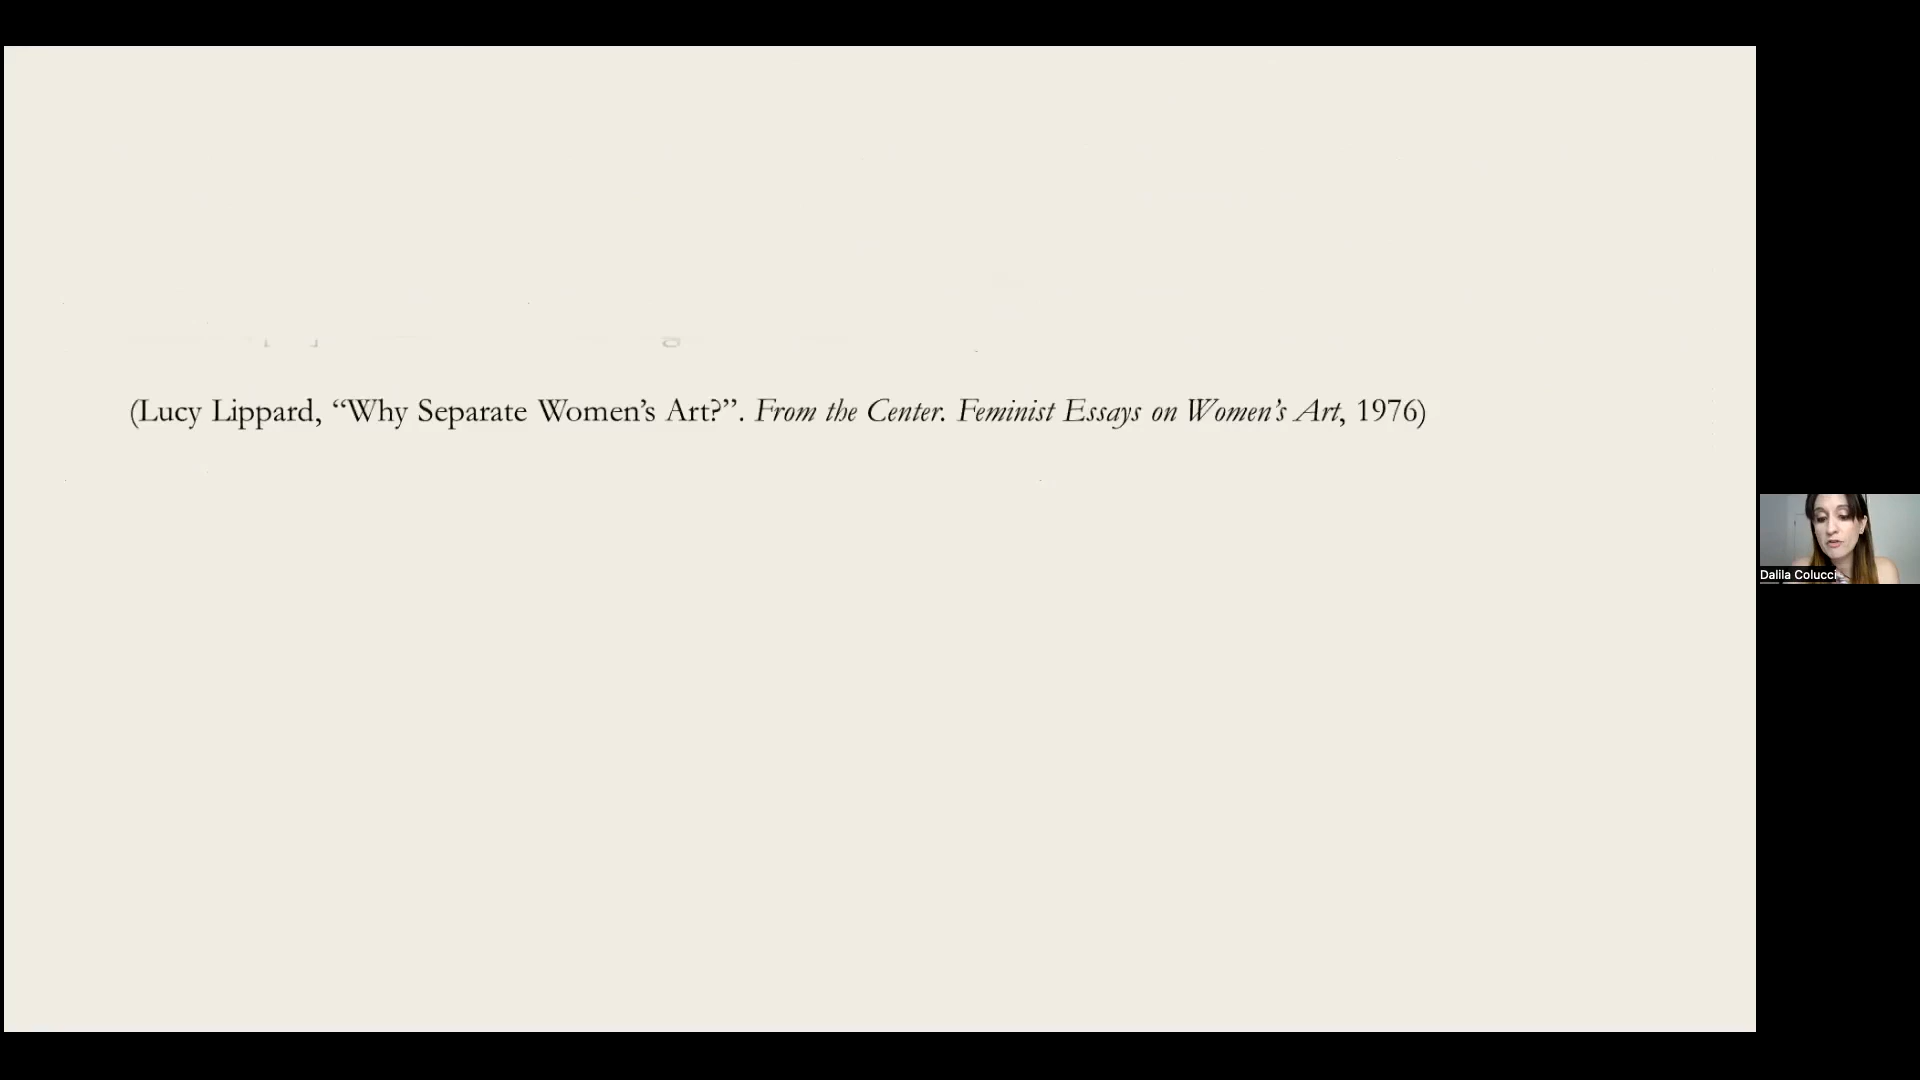 (Lucy Lippard, “Why Separate Women’s Art?”. From the Center. Feminist Essays on Women’s Art, 1976)
Dalila Colucci